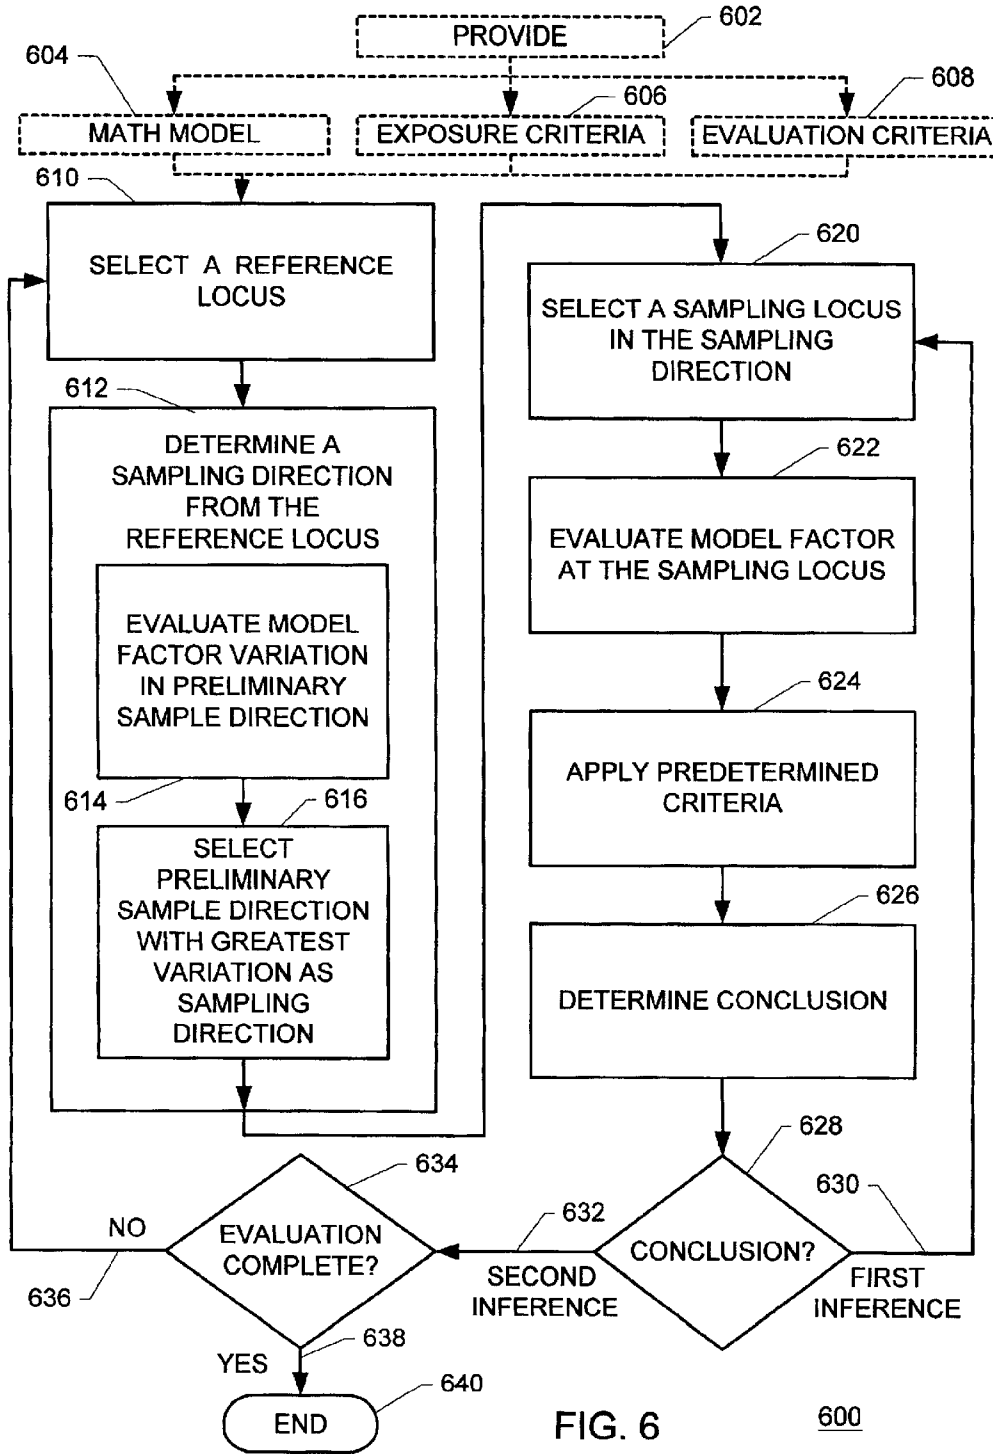 602
PROVIDE
604
606
608
MATH MODEL
EXPOSURE CRITERIA
EVALUATION CRITERIA
610
SELECT A REFERENCE
LOCUS
612
DETERMINE A
SAMPLING DIRECTION
FROM THE
REFERENCE LOCUS
EVALUATE MODEL
FACTOR VARIATION
IN PRELIMINARY
SAMPLE DIRECTION
614
616
SELECT
PRELIMINARY
SAMPLE DIRECTION
WITH GREATEST
VARIATION AS
SAMPLING
DIRECTION
620
SELECT A SAMPLING LOCUS
IN THE SAMPLING
DIRECTION
622
EVALUATE MODEL FACTOR
AT THE SAMPLING LOCUS
624
APPLY PREDETERMINED
CRITERIA
626
DETERMINE CONCLUSION
628
CONCLUSION?
630
FIRST
INFERENCE
632
SECOND
INFERENCE
634
EVALUATION
COMPLETE?
NO
636
638
YES
640
END
FIG. 6
600